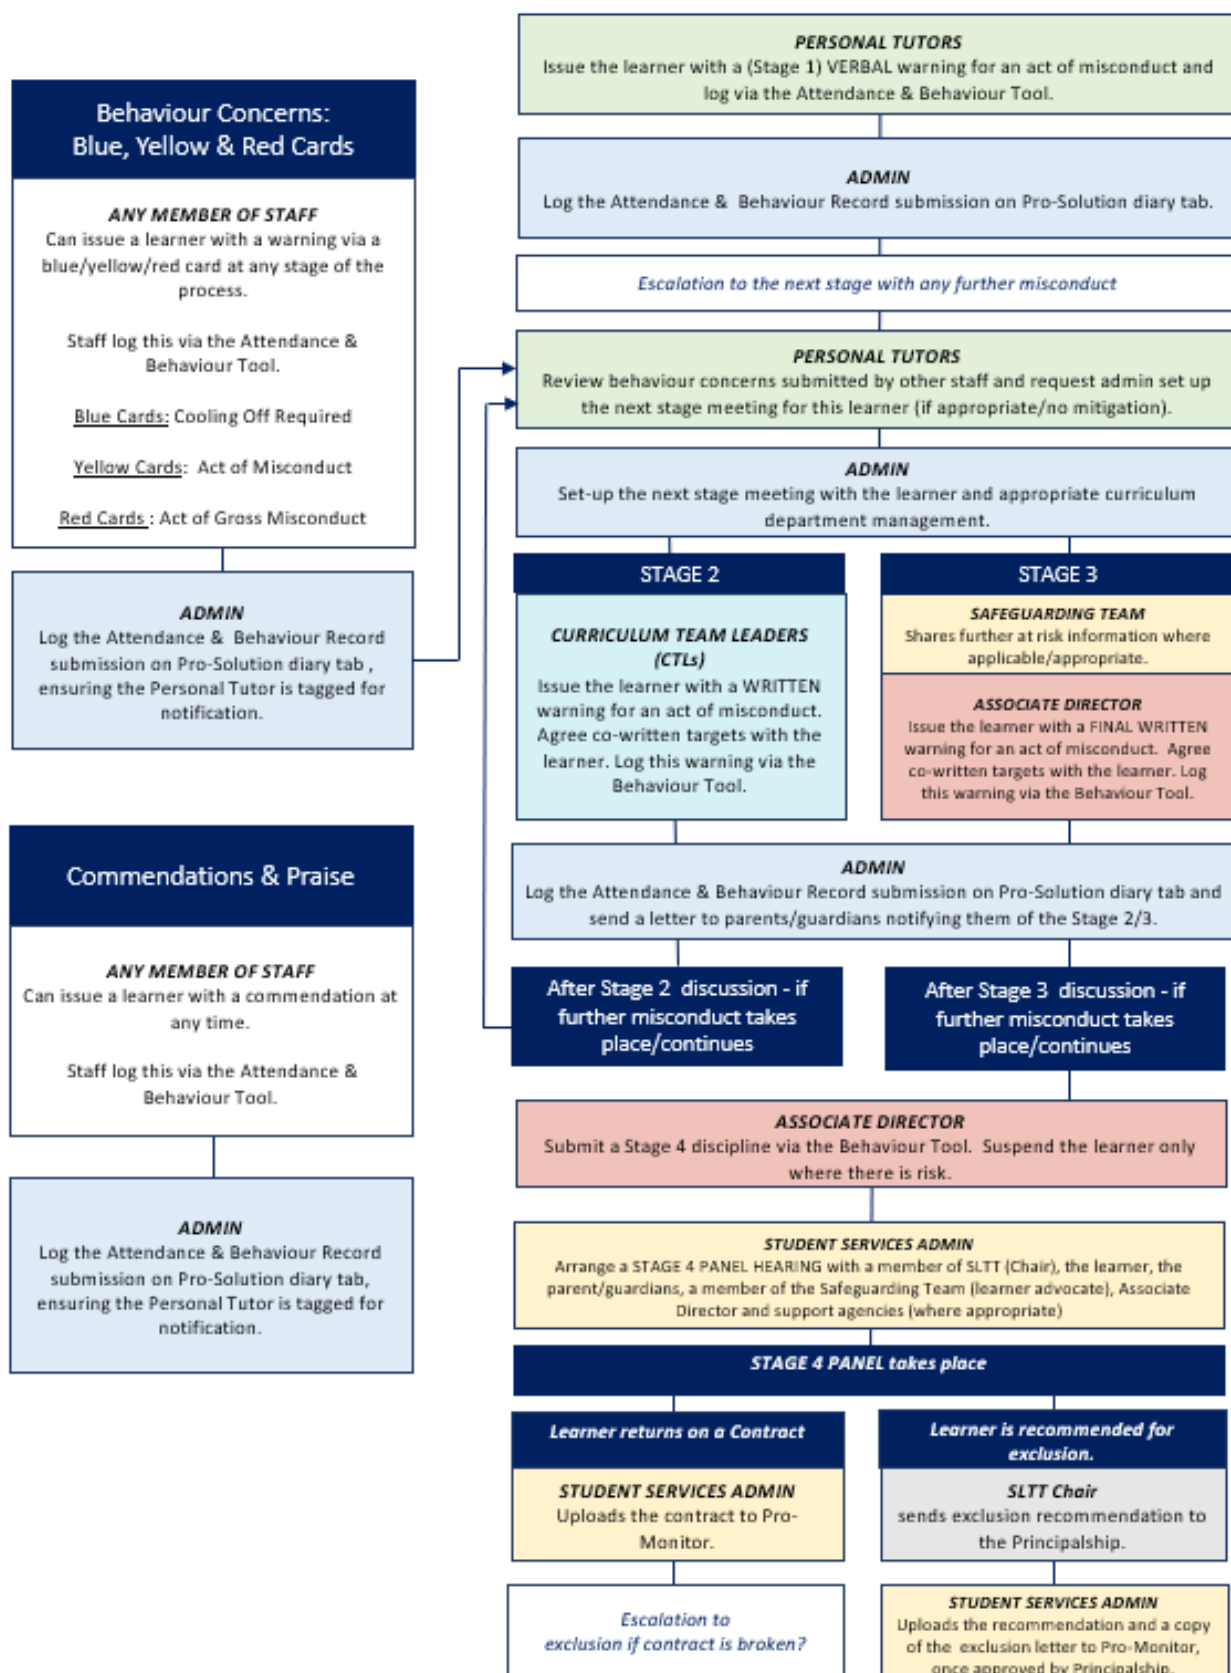 Behaviour Concerns:
Blue, Yellow & Red Cards
ANY MEMBER OF STAFF
Can issue a learner with a warning via a
blue/yellow/red card at any stage of the
process.
Staff log this via the Attendance &
Behaviour Tool.
Blue Cards: Cooling Off Required
Yellow Cards: Act of Misconduct
Red Cards : Act of Gross Misconduct
ADMIN
Log the Attendance & Behaviour Record
submission on Pro-Solution diary tab ,
ensuring the Personal Tutor is tagged for
notification.
Commendations & Praise
ANY MEMBER OF STAFF
Can issue a learner with a commendation at
any time.
Staff log this via the Attendance &
Behaviour Tool.
ADMIN
Log the Attendance & Behaviour Record
submission on Pro-Solution diary tab,
ensuring the Personal Tutor is tagged for
notification.
PERSONAL TUTORS
Issue the learner with a (Stage 1) VERBAL warning for an act of misconduct and
log via the Attendance & Behaviour Tool.
ADMIN
Log the Attendance & Behaviour Record submission on Pro-Solution diary tab.
Escalation to the next stage with any further misconduct
PERSONAL TUTORS
Review behaviour concerns submitted by other staff and request admin set up
the next stage meeting for this learner (if appropriate/no mitigation).
ADMIN
Set-up the next stage meeting with the learner and appropriate curriculum
department management.
STAGE 2
CURRICULUM TEAM LEADERS
(CTLs)
Issue the learner with a WRITTEN
warning for an act of misconduct.
Agree co-written targets with the
learner. Log this warning via the
Behaviour Tool.
STAGE 3
SAFEGUARDING TEAM
Shares further at risk information where
applicable/appropriate.
ASSOCIATE DIRECTOR
Issue the learner with a FINAL WRITTEN
warning for an act of misconduct. Agree
co-written targets with the learner. Log
this warning via the Behaviour Tool.
ADMIN
Log the Attendance & Behaviour Record submission on Pro-Solution diary tab and
send a letter to parents/guardians notifying them of the Stage 2/3.
After Stage 2 discussion - if
further misconduct takes
place/continues
After Stage 3 discussion - if
further misconduct takes
place/continues
ASSOCIATE DIRECTOR
Submit a Stage 4 discipline via the Behaviour Tool. Suspend the learner only
where there is risk.
STUDENT SERVICES ADMIN
Arrange a STAGE 4 PANEL HEARING with a member of SLTT (Chair), the learner, the
parent/guardians, a member of the Safeguarding Team (learner advocate), Associate
Director and support agencies (where appropriate)
STAGE 4 PANEL takes place
Learner returns on a Contract
STUDENT SERVICES ADMIN
Uploads the contract to Pro-
Monitor.
Escalation to
exclusion if contract is broken?
Learner is recommended for
exclusion.
SLTT Chair
sends exclusion recommendation to
the Principalship.
STUDENT SERVICES ADMIN
Uploads the recommendation and a copy
of the exclusion letter to Pro-Monitor,
once approved by Principalship.